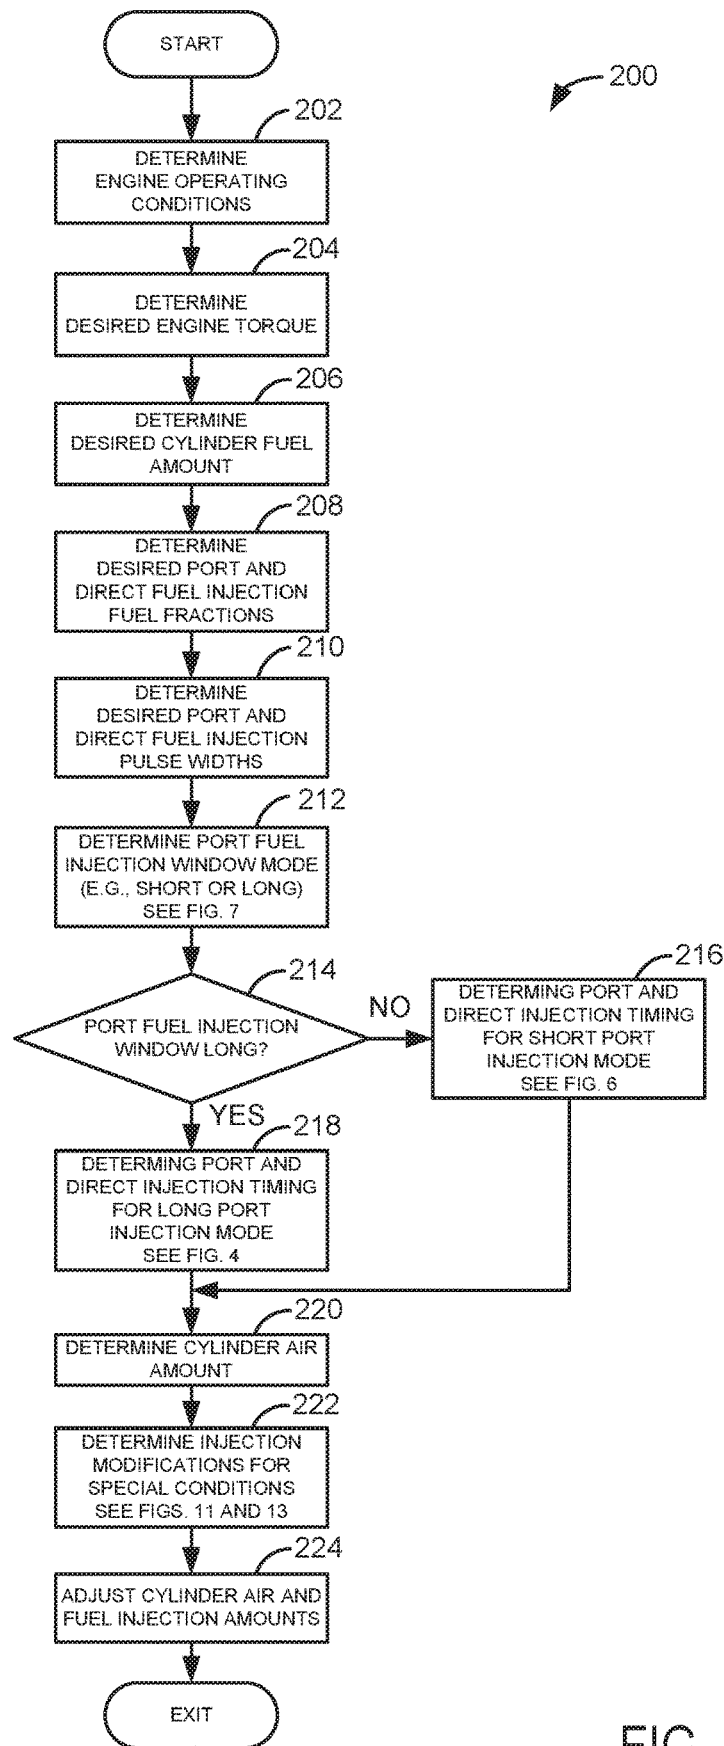 START
200
202
DETERMINE
ENGINE OPERATING
CONDITIONS
204
DETERMINE
DESIRED ENGINE TORQUE
206
DETERMINE
DESIRED CYLINDER FUEL
AMOUNT
208
DETERMINE
DESIRED PORT AND
DIRECT FUEL INJECTION
FUEL FRACTIONS
210
DETERMINE
DESIRED PORT AND
DIRECT FUEL INJECTION
PULSE WIDTHS
212
DETERMINE PORT FUEL
INJECTION WINDOW MODE
(E.G., SHORT OR LONG)
SEE FIG. 7
214
PORT FUEL INJECTION
WINDOW LONG?
NO
216
DETERMING PORT AND
DIRECT INJECTION TIMING
FOR SHORT PORT
INJECTION MODE
SEE FIG. 6
YES
218
DETERMING PORT AND
DIRECT INJECTION TIMING
FOR LONG PORT
INJECTION MODE
SEE FIG. 4
220
DETERMINE CYLINDER AIR
AMOUNT
222
DETERMINE INJECTION
MODIFICATIONS FOR
SPECIAL CONDITIONS
SEE FIGS. 11 AND 13
224
ADJUST CYLINDER AIR AND
FUEL INJECTION AMOUNTS
EXIT
FIG